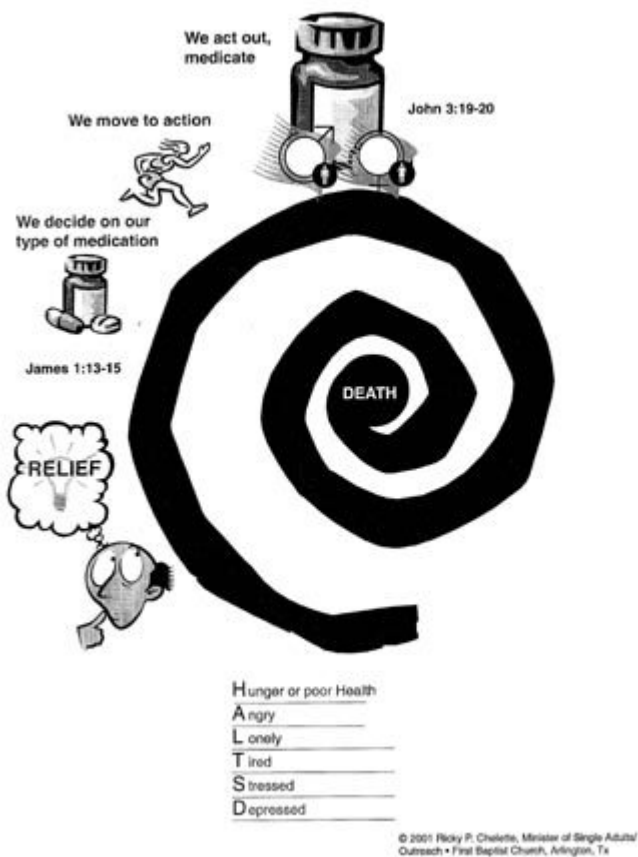 We act out,
medicate
John 3:19-20
We move to action
We decide on our
type of medication
James 1:13-15
DEATH
RELIEF
Hunger or poor Health
Angry
Lonely
Tired
Stressed
Depressed
© 2001 Ricky P. Chelette, Minister of Single Adults/
Outreach • First Baptist Church, Arlington, Tx